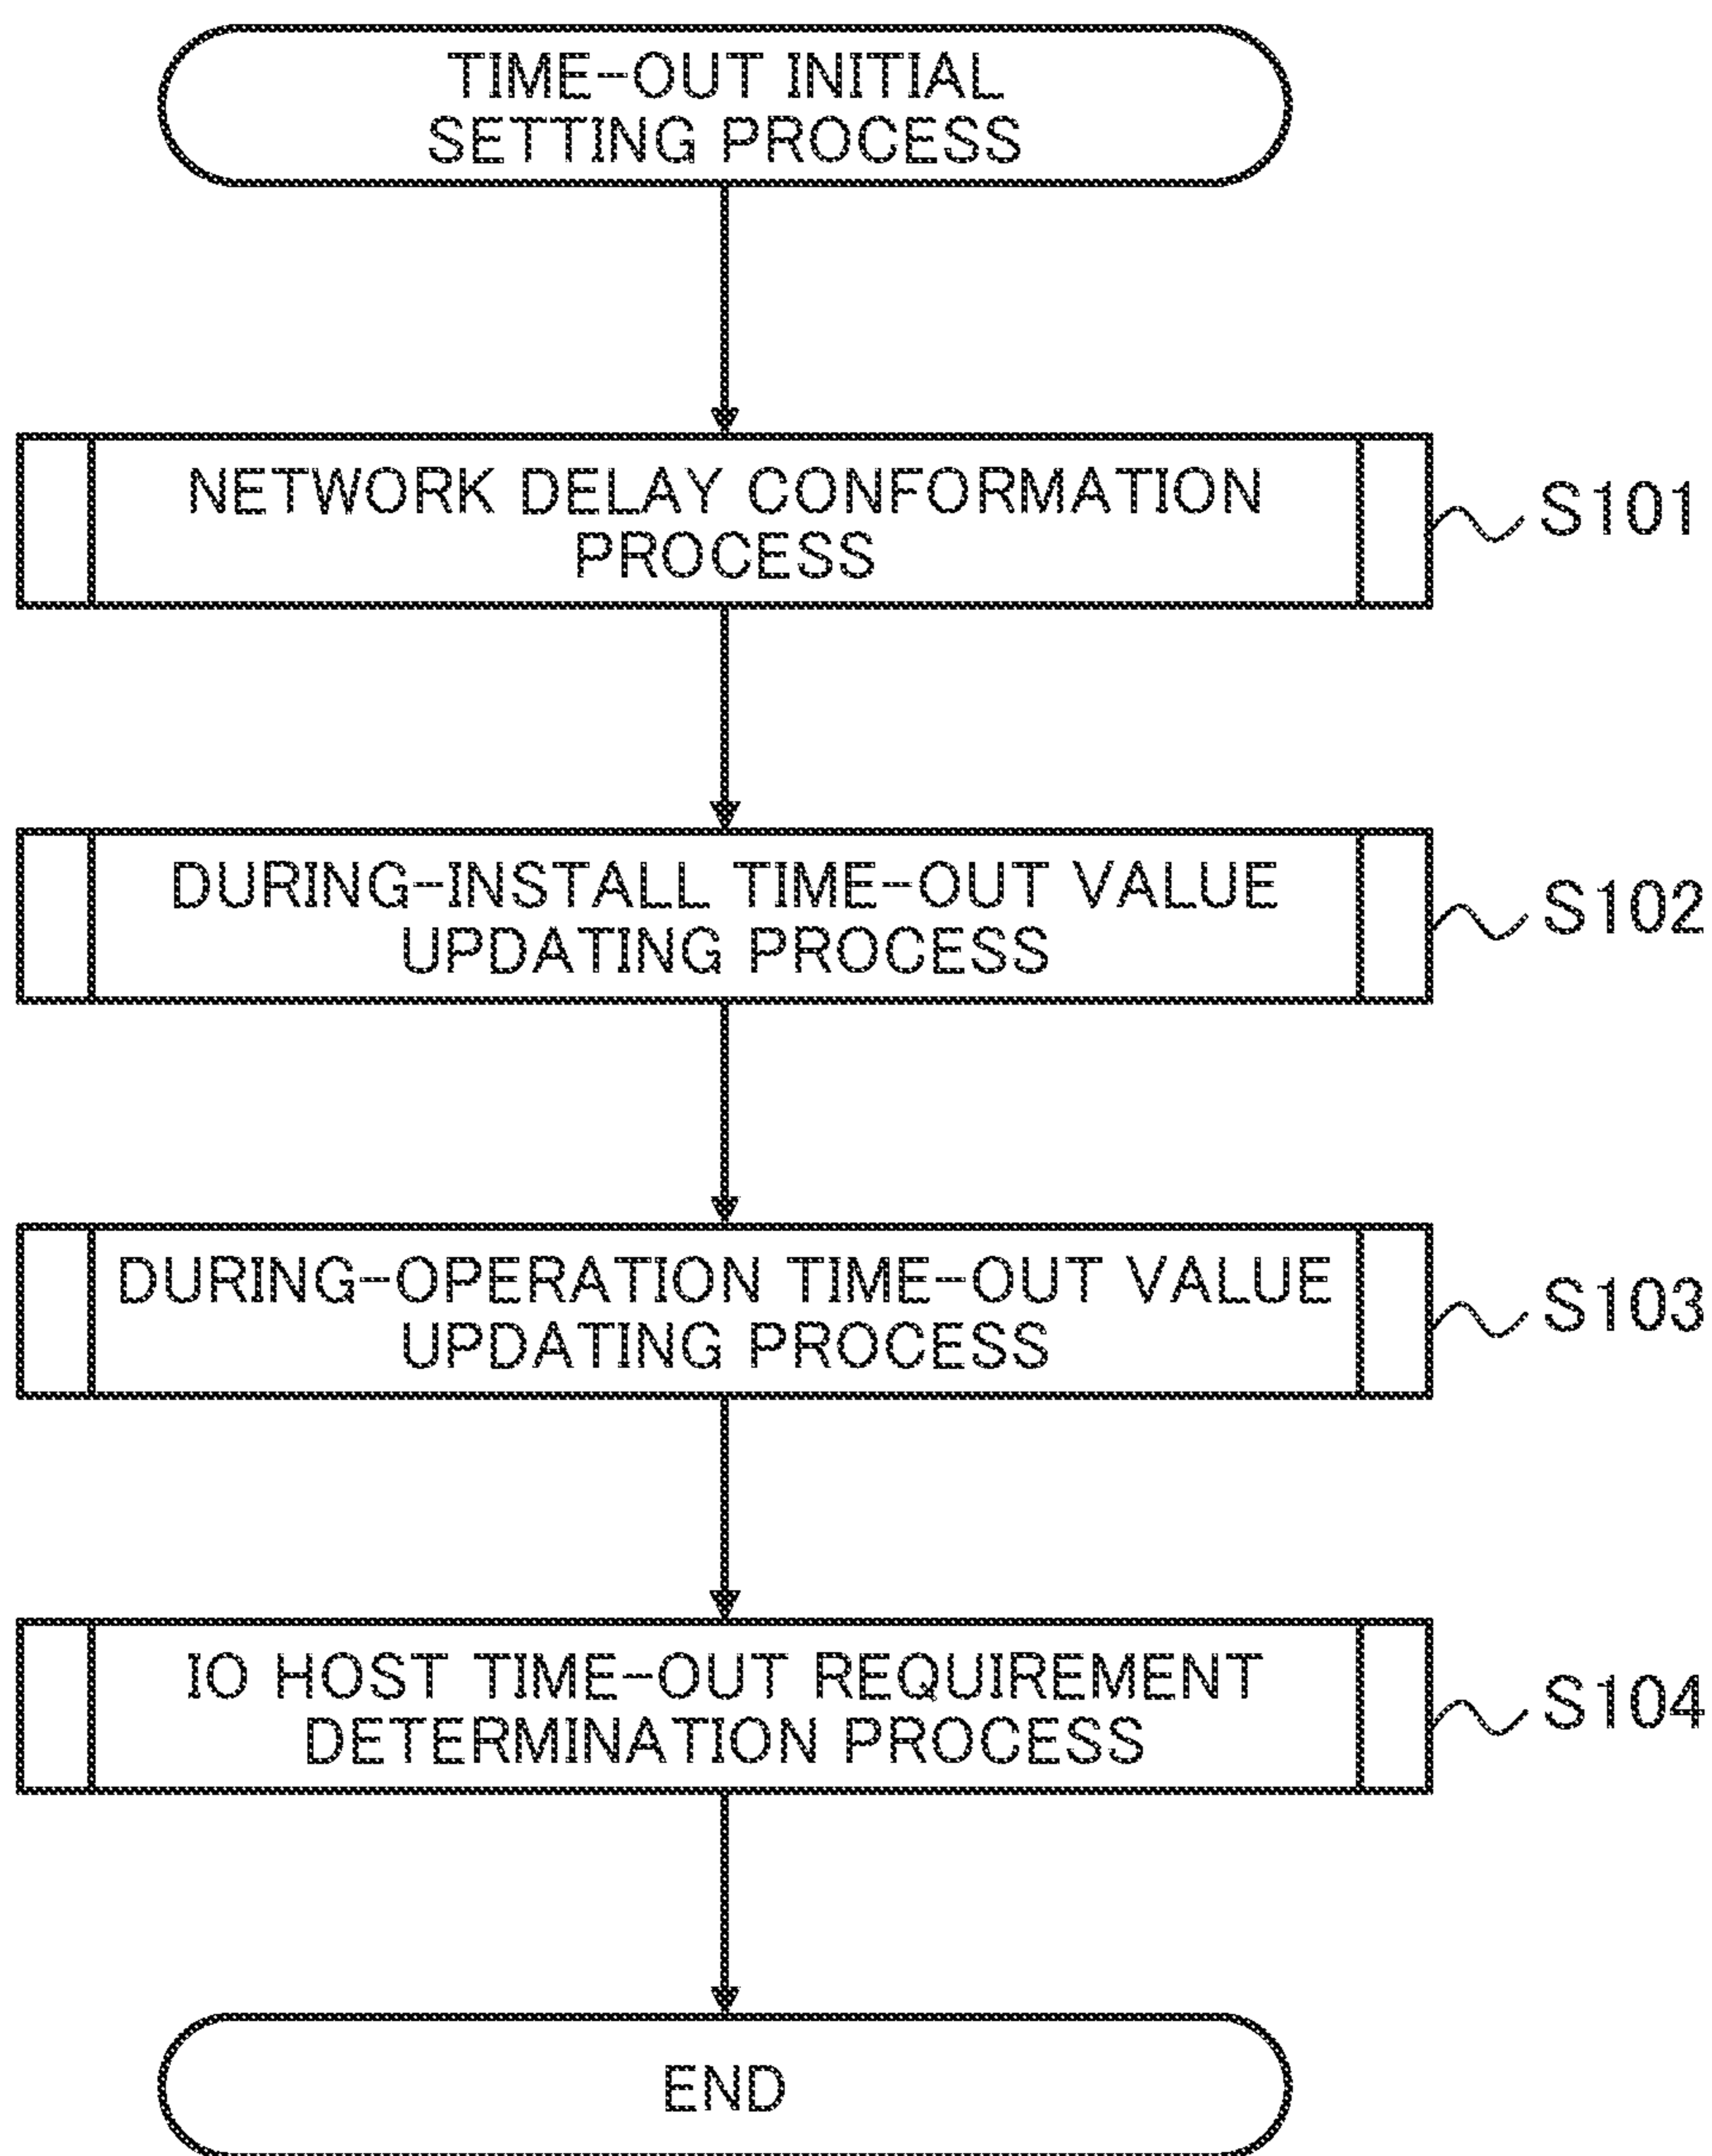 TIME-OUT INITIAL
SETTING PROCESS
NETWORK DELAY CONFORMATION
PROCESS
S101
DURING-INSTALL TIME-OUT VALUE
UPDATING PROCESS
S102
DURING-OPERATION TIME-OUT VALUE
UPDATING PROCESS
S103
IO HOST TIME-OUT REQUIREMENT
DETERMINATION PROCESS
S104
END